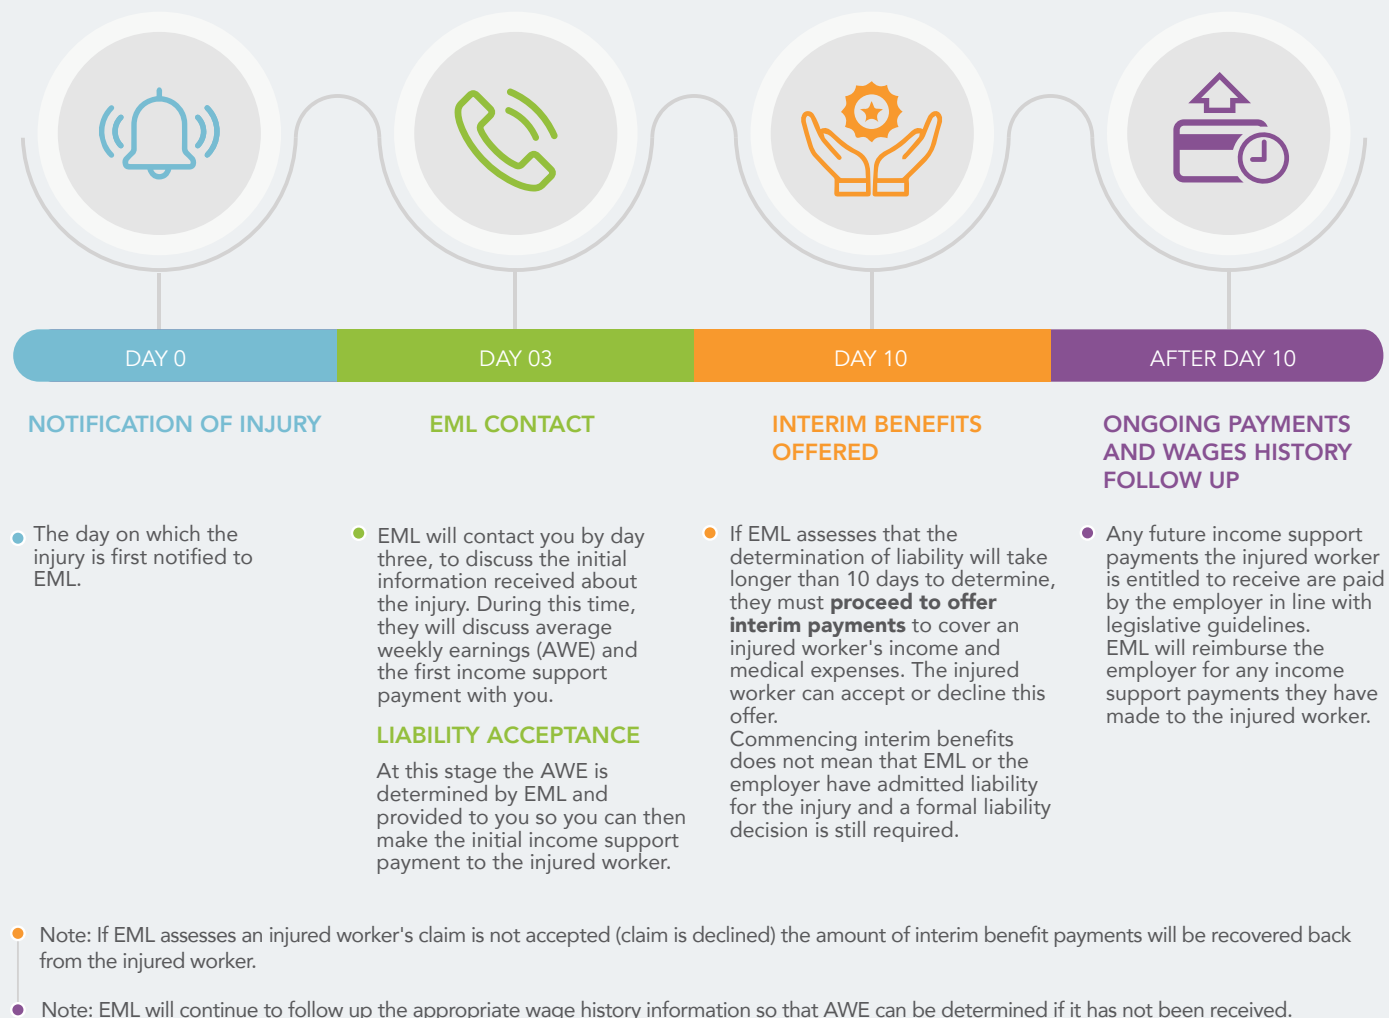 DAY 0
DAY 03
DAY 10
AFTER DAY 10
NOTIFICATION OF INJURY
The day on which the
injury is first notified to
EML.
EML CONTACT
EML will contact you by day
three, to discuss the initial
information received about
the injury. During this time,
they will discuss average
weekly earnings (AWE) and
the first income support
payment with you.
LIABILITY ACCEPTANCE
At this stage the AWE is
determined by EML and
provided to you so you can then
make the initial income support
payment to the injured worker.
INTERIM BENEFITS
OFFERED
If EML assesses that the
determination of liability will take
longer than 10 days to determine,
they must proceed to offer
interim payments to cover an
injured worker's income and
medical expenses. The injured
worker can accept or decline this
offer.
Commencing interim benefits
does not mean that EML or the
employer have admitted liability
for the injury and a formal liability
decision is still required.
ONGOING PAYMENTS
AND WAGES HISTORY
FOLLOW UP
Any future income support
payments the injured worker
is entitled to receive are paid
by the employer in line with
legislative guidelines.
EML will reimburse the
employer for any income
support payments they have
made to the injured worker.
Note: If EML assesses an injured worker's claim is not accepted (claim is declined) the amount of interim benefit payments will be recovered back
from the injured worker.
Note: EML will continue to follow up the appropriate wage history information so that AWE can be determined if it has not been received.